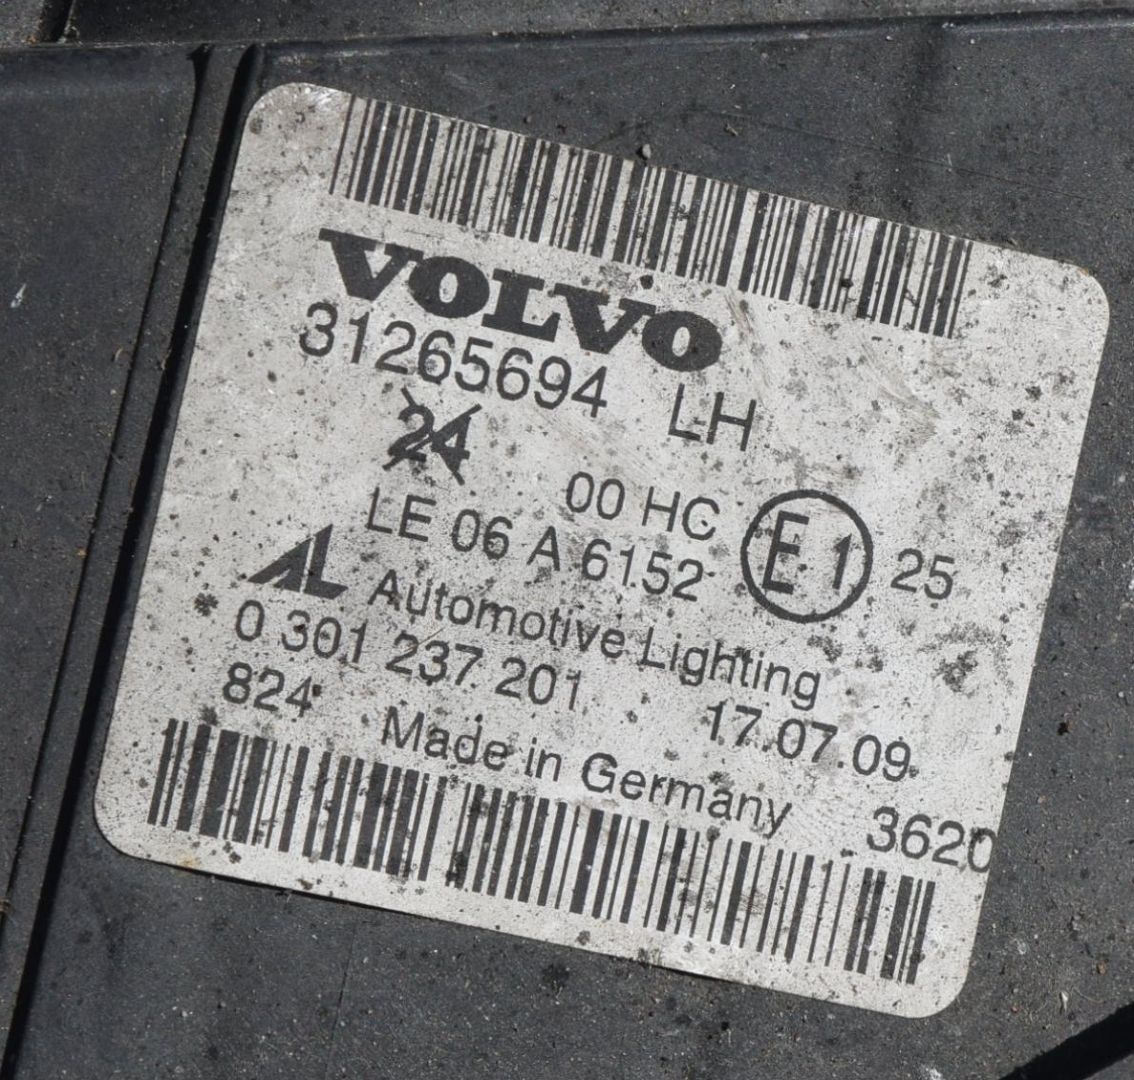 VOLVO
31265694 LH
24
00 HC E1 25
LE 06 A 6152
AL Automotive Lighting
0 301 237 201 17.07.09
824 Made in Germany 3620